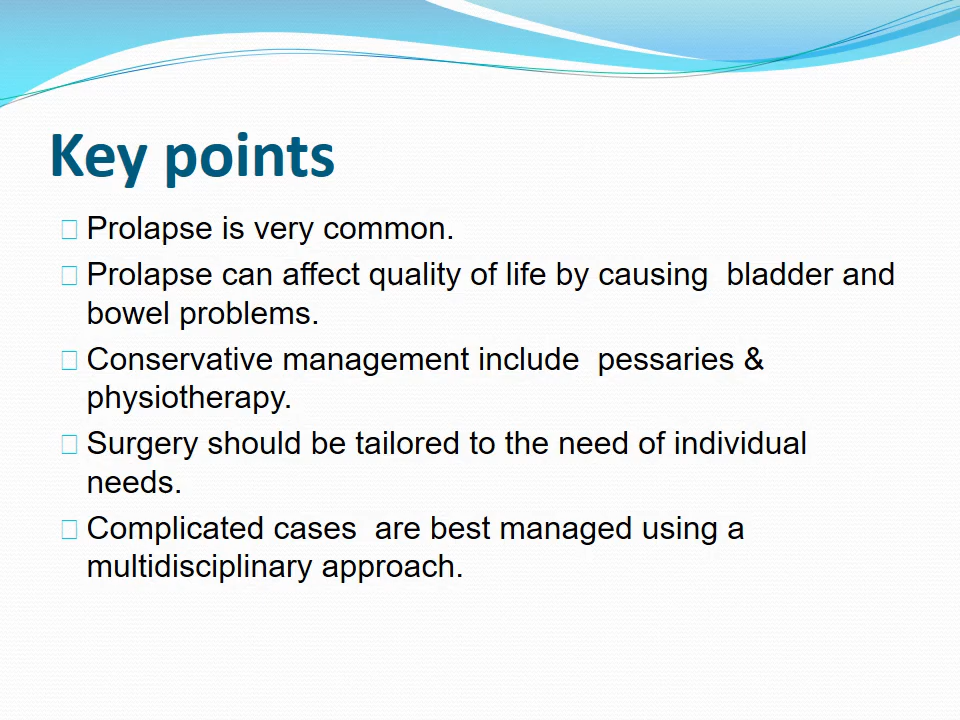 Key points
Prolapse is very common.
Prolapse can affect quality of life by causing  bladder and
bowel problems.
Conservative management include  pessaries &
physiotherapy.
Surgery should be tailored to the need of individual
needs.
Complicated cases  are best managed using a
multidisciplinary approach.